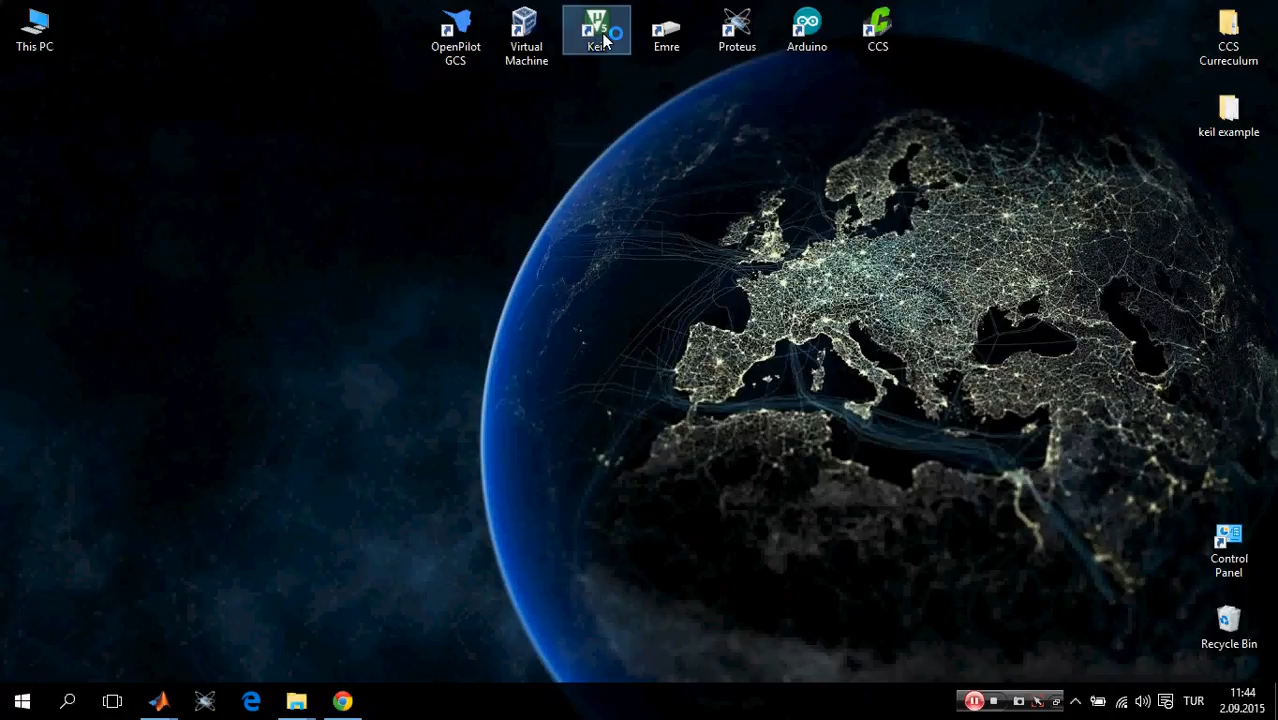 This PC
OpenPilot
GCS
Virtual
Machine
Keil
Emre
Proteus
Arduino
CCS
CCS
Curreculum
keil example
Control
Panel
Recycle Bin
TUR
11:44
2.09.2015